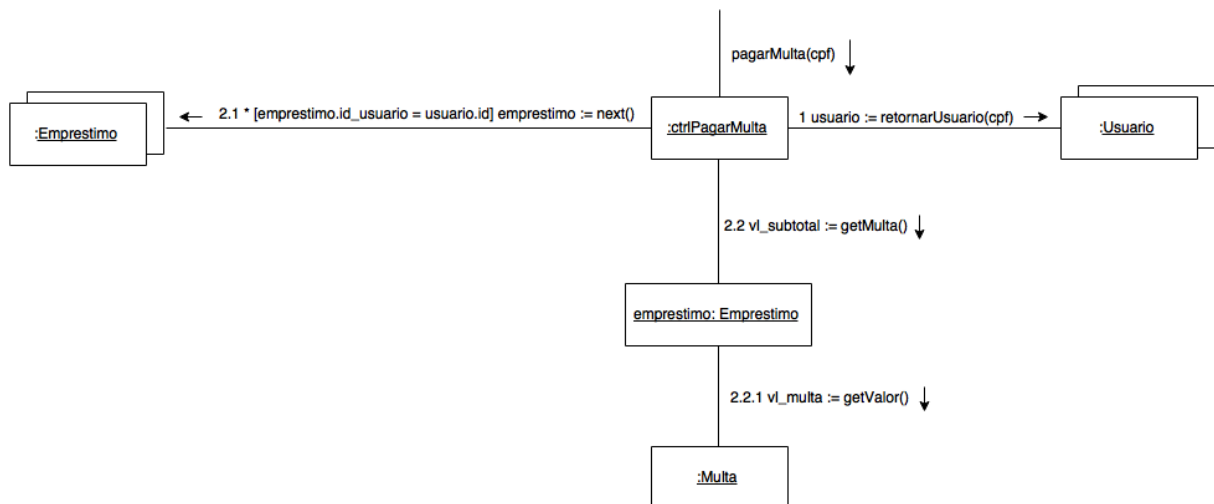 pagarMulta(cpf)
:Emprestimo
2.1 * [emprestimo.id_usuario = usuario.id] emprestimo := next()
:ctrlPagarMulta
1 usuario := retornarUsuario(cpf)
:Usuario
2.2 vl_subtotal := getMulta()
emprestimo: Emprestimo
2.2.1 vl_multa := getValor()
:Multa